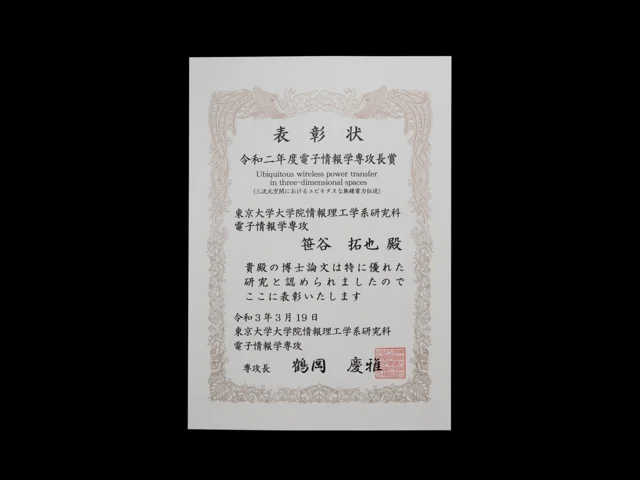 表彰状
令和二年度電子情報学専攻長賞
Ubiquitous wireless power transfer
in three-dimensional spaces
(三次元空間におけるユビキタスな無線電力伝送)
東京大学大学院情報理工学系研究科
電子情報学専攻
笹谷 拓也 殿
貴殿の博士論文は特に優れた
研究と認められましたので
ここに表彰いたします
令和3年3月19日
東京大学大学院情報理工学系研究科
電子情報学専攻
専攻長 鶴岡 慶雅